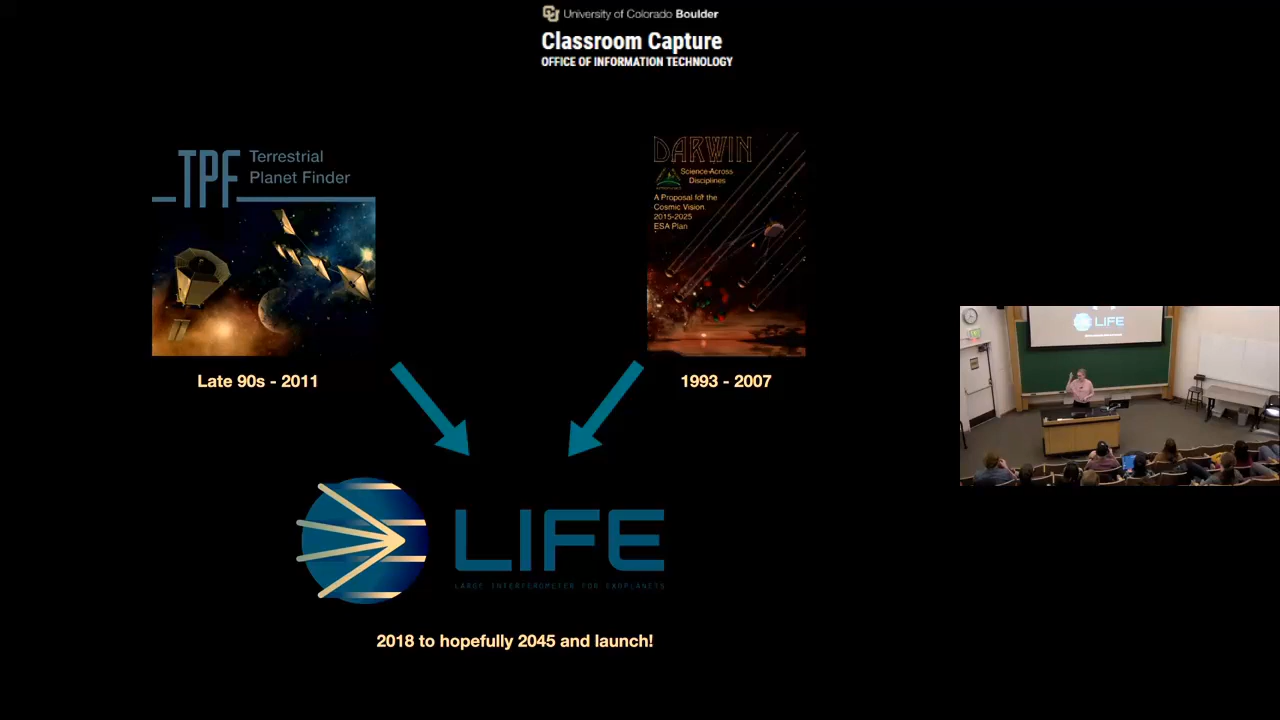 University of Colorado Boulder
Classroom Capture
OFFICE OF INFORMATION TECHNOLOGY
TPF Terrestrial
Planet Finder
DARWIN
Science Across
Disciplines
A Proposal for the
Cosmic Vision
2015-2025
ESA Plan
Late 90s - 2011
1993 - 2007
LIFE
LARGE INTERFEROMETER FOR EXOPLANETS
2018 to hopefully 2045 and launch!
LIFE